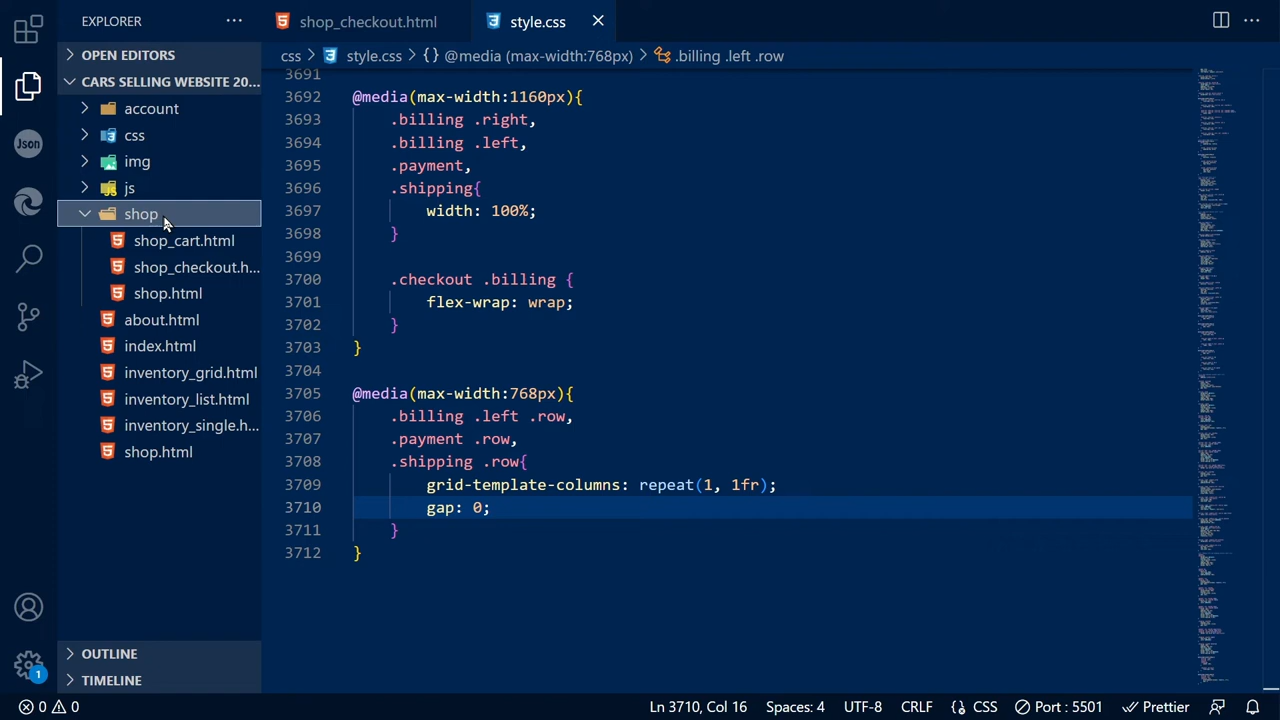 EXPLORER
shop_checkout.html
style.css
OPEN EDITORS
css > style.css > {} @media (max-width:768px) > .billing .left .row
CARS SELLING WEBSITE 20...
account
css
img
Json
js
shop
shop_cart.html
shop_checkout.h...
shop.html
about.html
index.html
inventory_grid.html
inventory_list.html
inventory_single.h...
shop.html
OUTLINE
TIMELINE
1
3691
3692 @media(max-width: 60px){
3693 .billing .right,
3694 .billing .left,
3695 .payment,
3696 .shipping{
3697 width: 100%;
3698 }
3699
3700 .checkout .billing {
3701 flex-wrap: wrap;
3702 }
3703 }
3704
3705 @media(max-width:768px){
3706 .billing .left .row,
3707 .payment .row,
3708 .shipping .row{
3709 grid-template-columns: repeat(1, 1fr);
3710 gap: 0;
3711 }
3712 }
0 0
Ln 3710, Col 16
Spaces: 4
UTF-8
CRLF
{} CSS
Port : 5501
Prettier